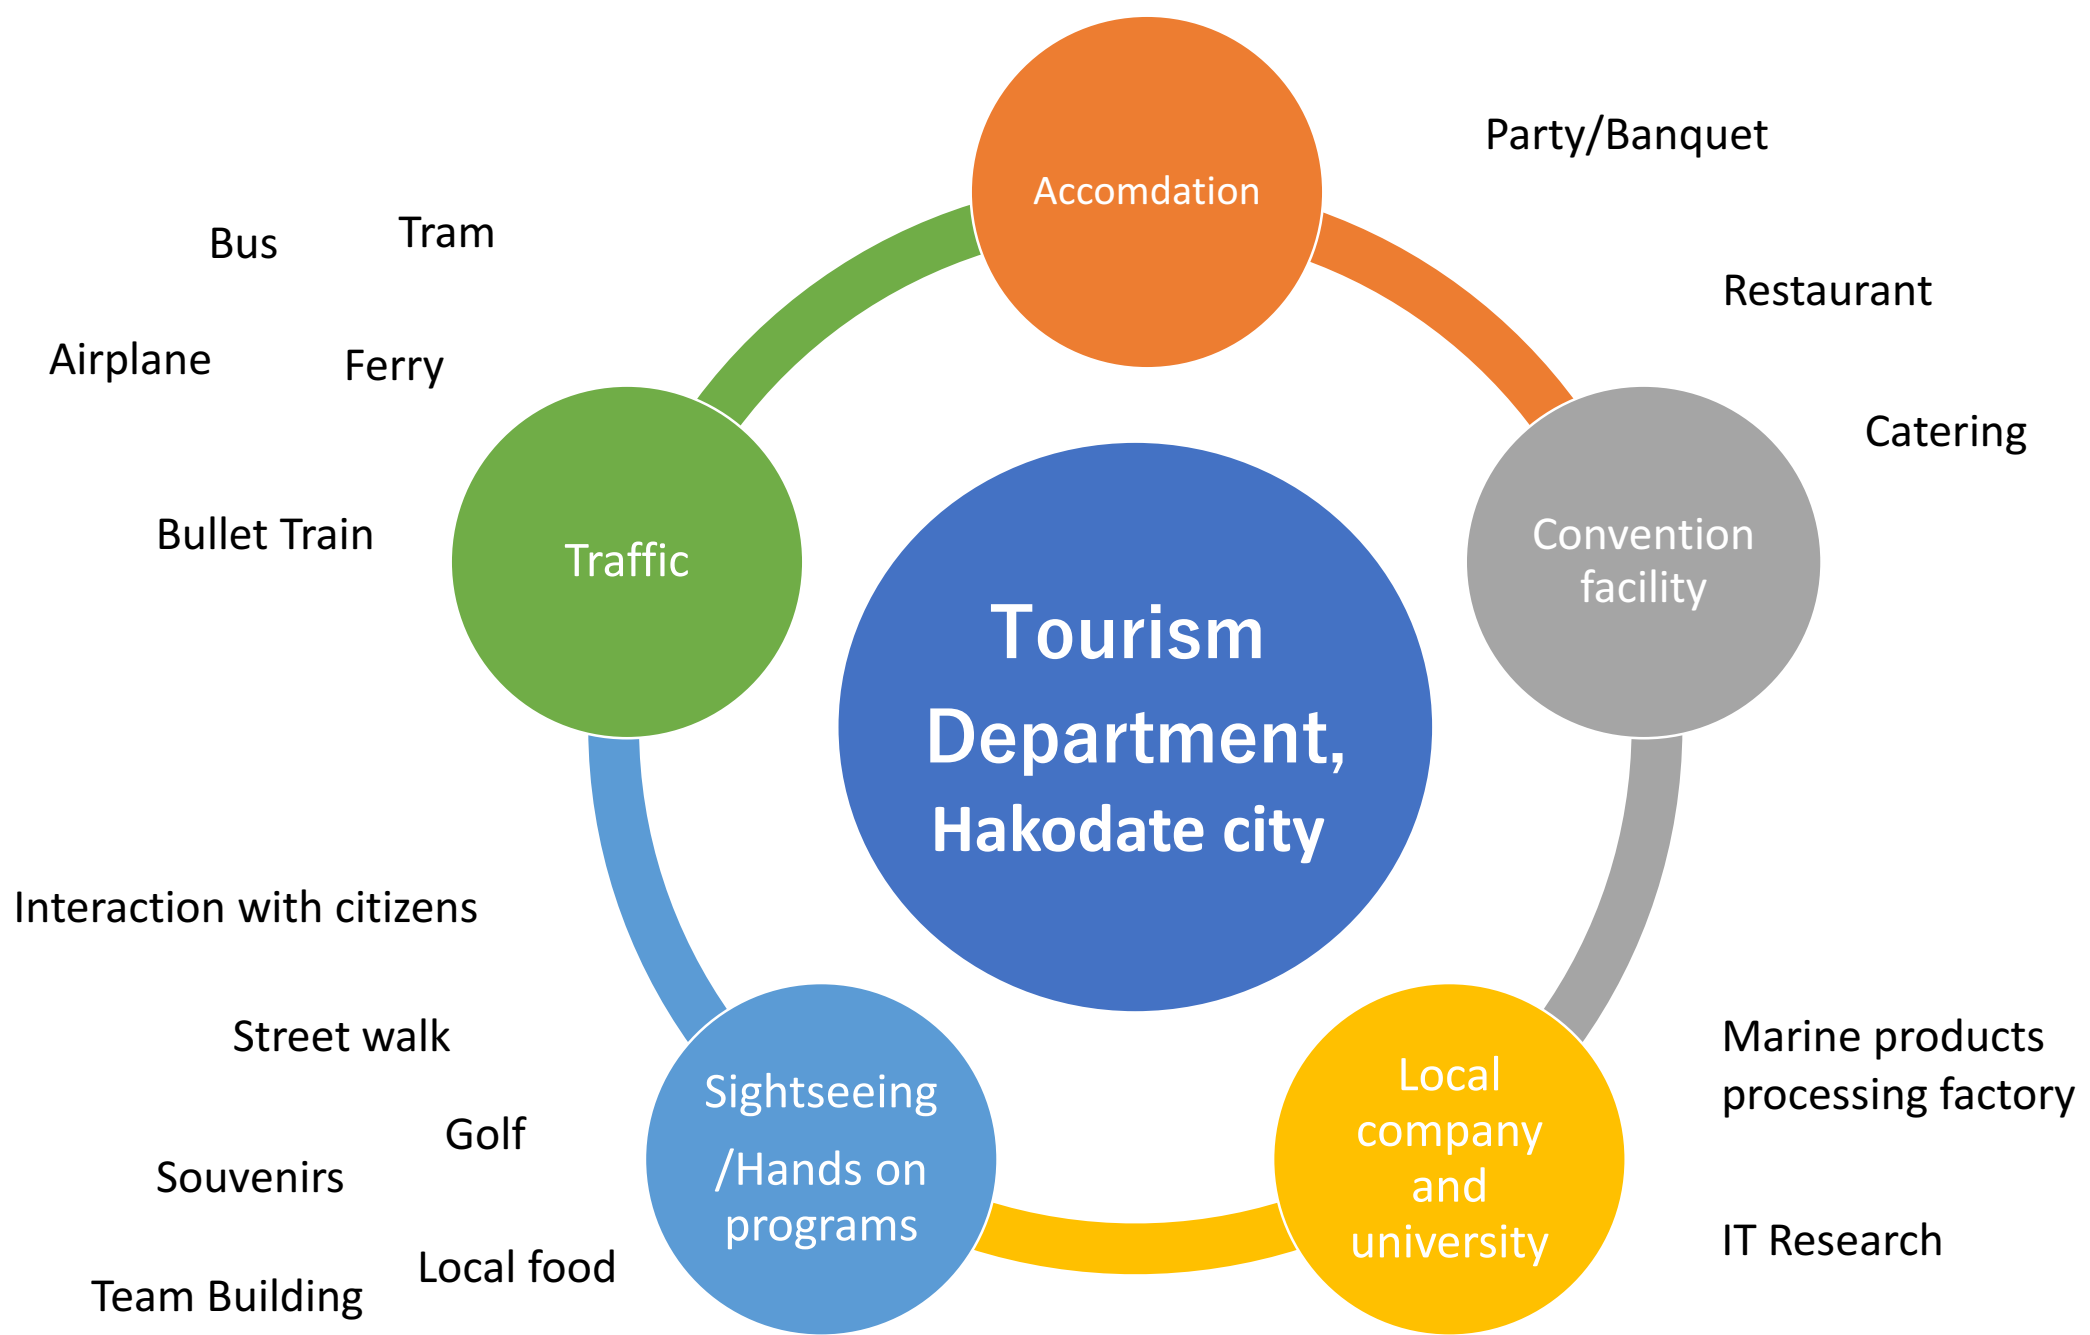 Accomdation
Party/Banquet
Bus
Tram
Restaurant
Airplane
Ferry
Catering
Bullet Train
Traffic
Convention
facility
Tourism
Department,
Hakodate city
Interaction with citizens
Street walk
Golf
Souvenirs
Team Building
Local food
Sightseeing
/Hands on
programs
Local
company
and
university
Marine products
processing factory
IT Research